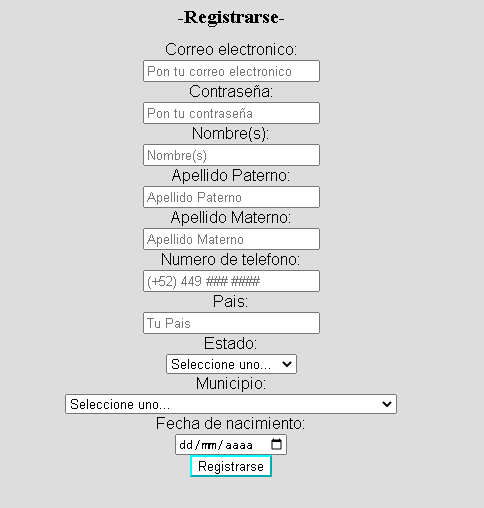 -Registrarse-
Correo electronico:
Pon tu correo electronico
Contraseña:
Pon tu contraseña
Nombre(s):
Nombre(s)
Apellido Paterno:
Apellido Paterno
Apellido Materno:
Apellido Materno
Numero de telefono:
(+52) 449 ### ####
Pais:
Tu Pais
Estado:
Seleccione uno...
Municipio:
Seleccione uno...
Fecha de nacimiento:
dd/mm/aaaa
Registrarse